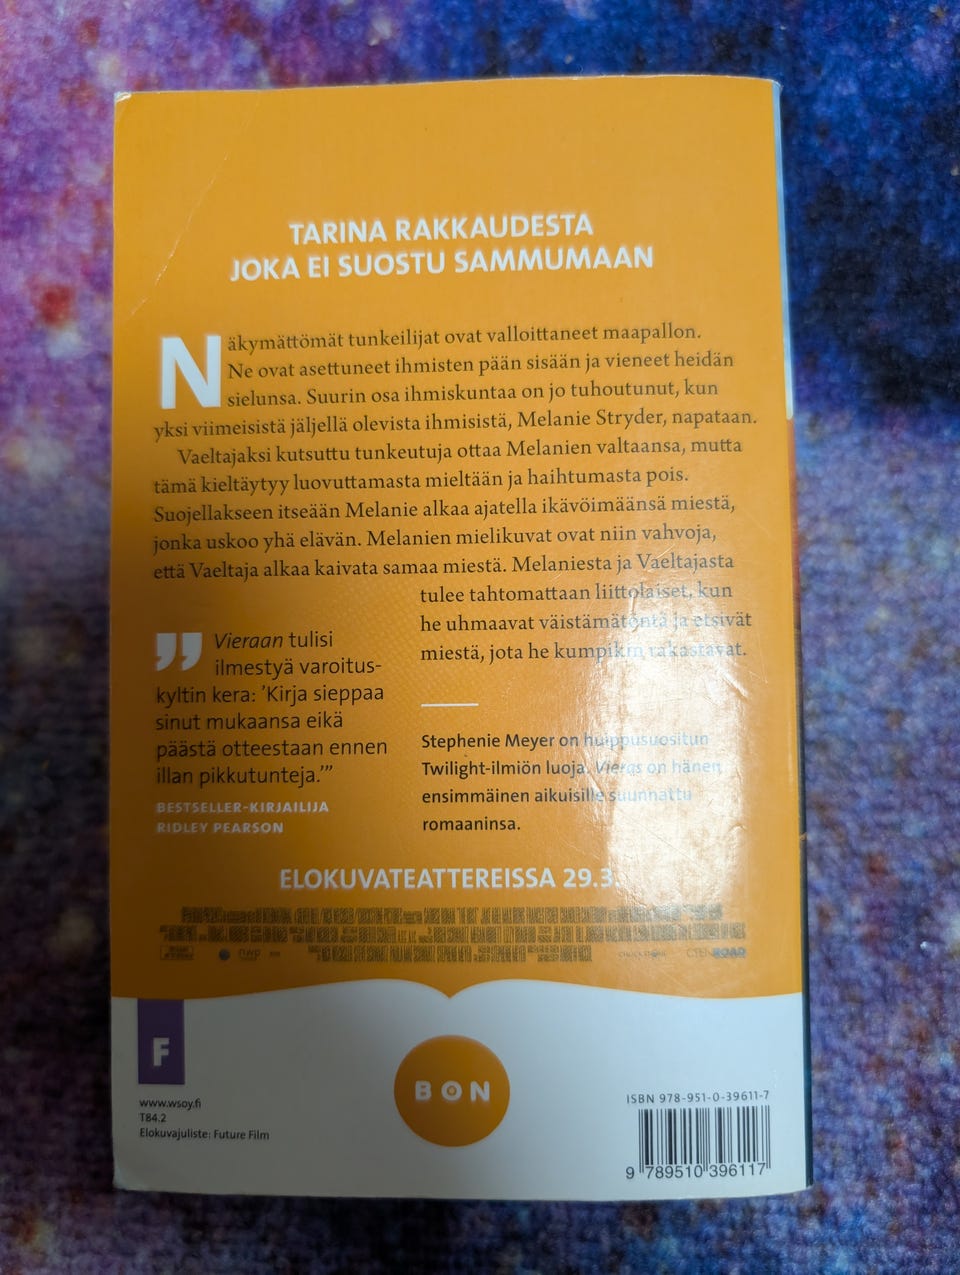 TARINA RAKKAUDESTA
JOKA EI SUOSTU SAMMUMAAN
Näkymättömät tunkeilijat ovat valloittaneet maapallon.
Ne ovat asettuneet ihmisten pään sisään ja vieneet heidän
sielunsa. Suurin osa ihmiskuntaa on jo tuhoutunut, kun
yksi viimeisistä jäljellä olevista ihmisistä, Melanie Stryder, napataan.
Vaeltajaksi kutsuttu tunkeutuja ottaa Melanien valtaansa, mutta
tämä kieltäytyy luovuttamasta mieltään ja haihtumasta pois.
Suojellakseen itseään Melanie alkaa ajatella ikävöimäänsä miestä,
jonka uskoo yhä elävän. Melanien mielikuvat ovat niin vahvoja,
että Vaeltaja alkaa kaivata samaa miestä. Melaniesta ja Vaeltajasta
tulee tahtomattaan liittolaiset, kun
he uhmaavat väistämätöntä ja etsivät
miestä, jota he kumpikin rakastavat.
” Vieraan tulisi
ilmestyä varoitus-
kyltin kera: ’Kirja sieppaa
sinut mukaansa eikä
päästä otteestaan ennen
illan pikkutunteja.’”
BESTSELLER-KIRJAILIJA
RIDLEY PEARSON
Stephenie Meyer on huippusuositun
Twilight-ilmiön luoja. Vieras on hänen
ensimmäinen aikuisille suunnattu
romaaninsa.
ELOKUVATEATTEREISSA 29.3.
F
www.wsoy.fi
T84.2
Elokuvajuliste: Future Film
BON
ISBN 978-951-0-39611-7
9 789510 396117